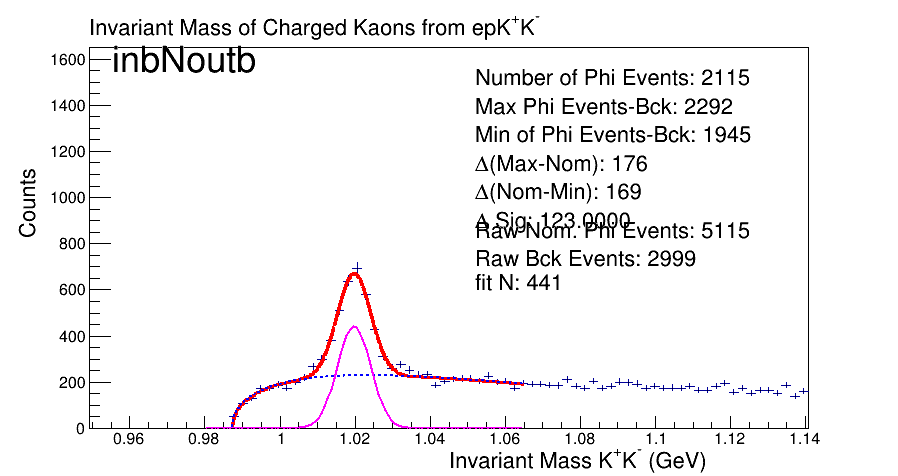 Invariant Mass of Charged Kaons from epK⁺K⁻
inbNoutb
Number of Phi Events: 2115
Max Phi Events-Bck: 2292
Min of Phi Events-Bck: 1945
Δ(Max-Nom): 176
Δ(Nom-Min): 169
Δ Sig: 123.0000
Raw Nom. Phi Events: 5115
Raw Bck Events: 2999
fit N: 441
Counts
1600
1400
1200
1000
800
600
400
200
0
0.96 0.98 1 1.02 1.04 1.06 1.08 1.1 1.12 1.14
Invariant Mass K⁺K⁻ (GeV)